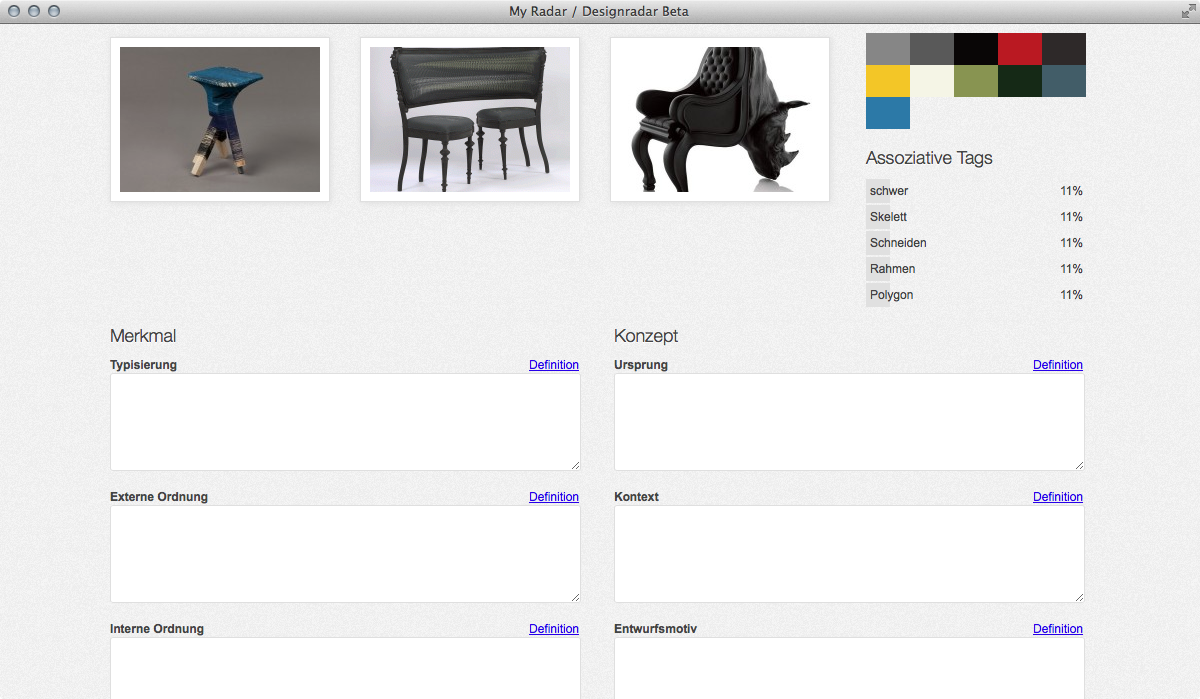 My Radar / Designradar Beta
Assoziative Tags
schwer 11%
Skelett 11%
Schneiden 11%
Rahmen 11%
Polygon 11%
Merkmal Konzept
Typisierung Definition Ursprung Definition
Externe Ordnung Definition Kontext Definition
Interne Ordnung Definition Entwurfsmotiv Definition